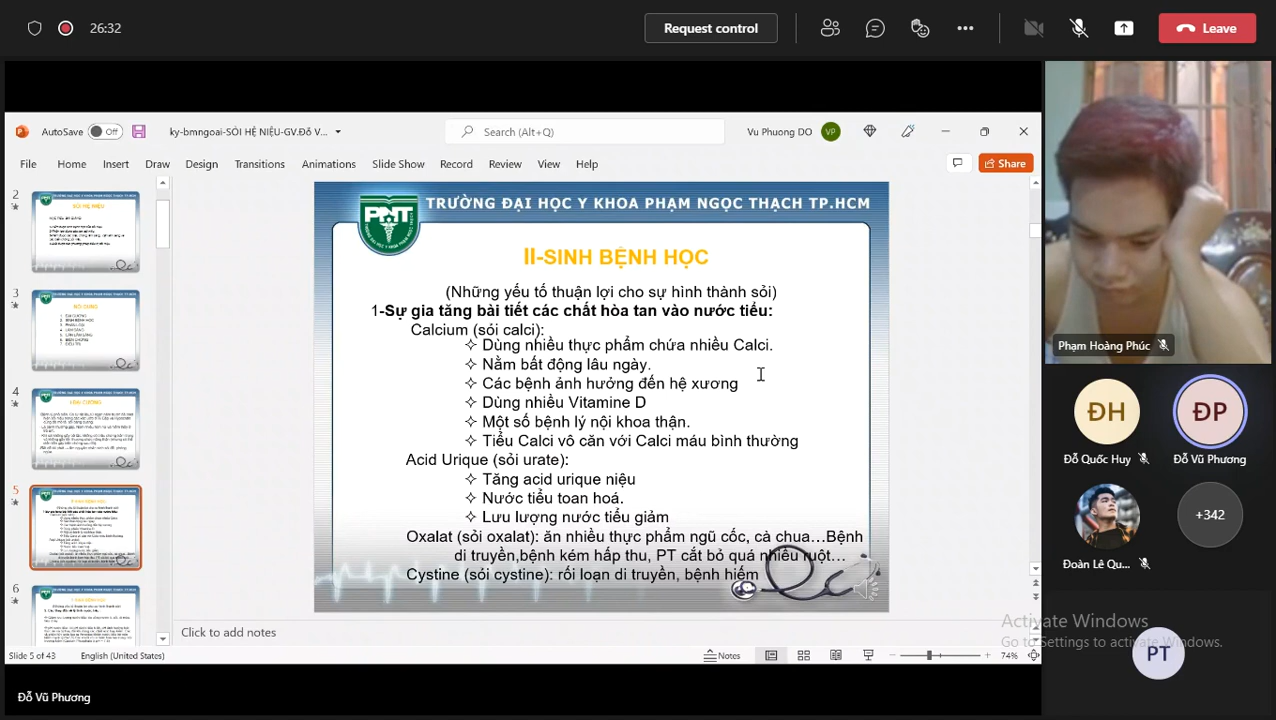 26:32
Request control
Leave
AutoSave Off
ky-bmngoai-SỎI HỆ NIỆU-GV.Đỗ V...
Search (Alt+Q)
Vu Phuong DO VP
File Home Insert Draw Design Transitions Animations Slide Show Record Review View Help
Share
TRƯỜNG ĐẠI HỌC Y KHOA PHẠM NGỌC THẠCH TP.HCM
PNT
II-SINH BỆNH HỌC
(Những yếu tố thuận lợi cho sự hình thành sỏi)
1-Sự gia tăng bài tiết các chất hòa tan vào nước tiểu:
Calcium (sỏi calci):
Dùng nhiều thực phẩm chứa nhiều Calci.
Nằm bất động lâu ngày.
Các bệnh ảnh hưởng đến hệ xương
Dùng nhiều Vitamine D
Một số bệnh lý nội khoa thận.
Tiểu Calci vô căn với Calci máu bình thường
Acid Urique (sỏi urate):
Tăng acid urique niệu
Nước tiểu toan hoá.
Lưu lượng nước tiểu giảm
Oxalat (sỏi oxalat): ăn nhiều thực phẩm ngũ cốc, cà chua...Bệnh
di truyền,bệnh kém hấp thu, PT cắt bỏ quá nhiều ruột...
Cystine (sỏi cystine): rối loạn di truyền, bệnh hiếm
2
3
4
5
6
Click to add notes
Slide 5 of 43
English (United States)
Notes
74%
Phạm Hoàng Phúc
ĐH
ĐP
Đỗ Quốc Huy
Đỗ Vũ Phương
+342
Đoàn Lê Qu...
PT
Activate Windows
Go to Settings to activate Windows.
Đỗ Vũ Phương